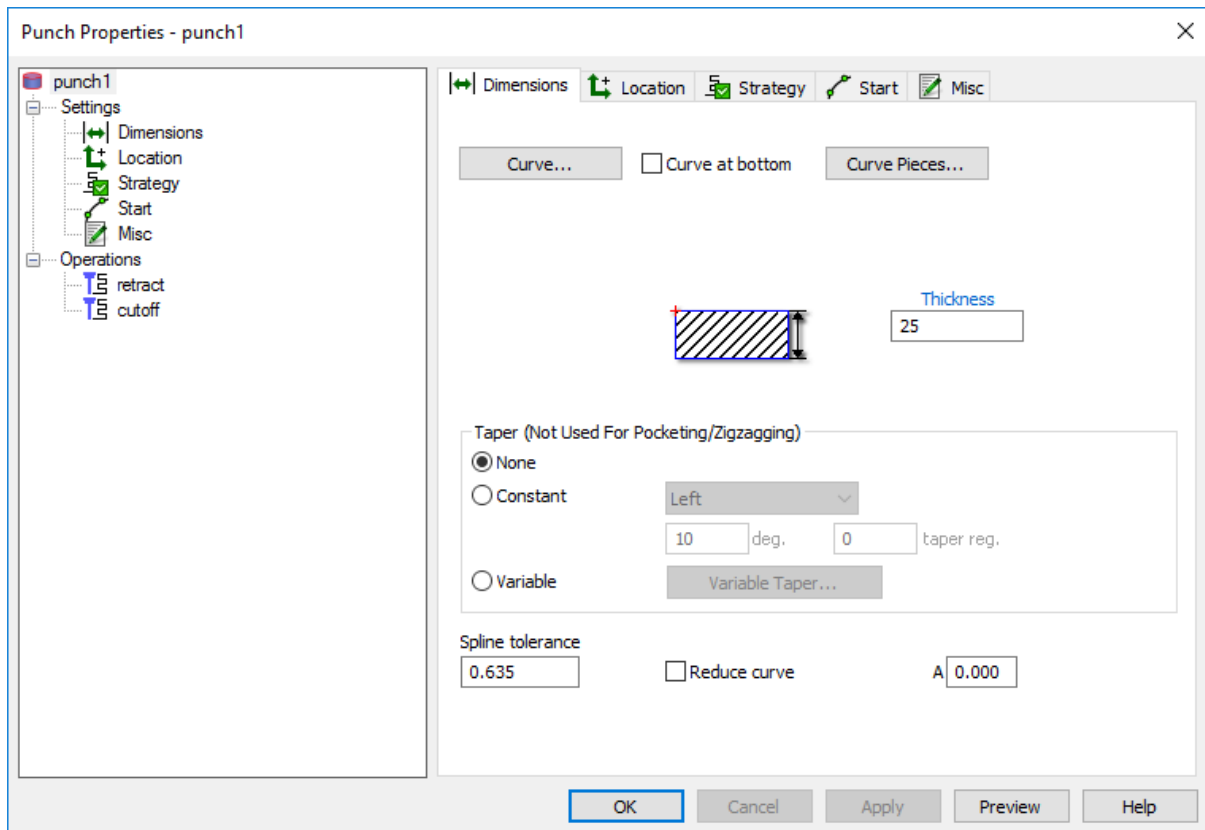 Punch Properties - punch1
punch1
Settings
Dimensions
Location
Strategy
Start
Misc
Operations
retract
cutoff
Dimensions Location Strategy Start Misc
Curve... Curve at bottom Curve Pieces...
Thickness
25
Taper (Not Used For Pocketing/Zigzagging)
None
Constant Left
10 deg. 0 taper reg.
Variable Variable Taper...
Spline tolerance
0.635 Reduce curve A 0.000
OK Cancel Apply Preview Help